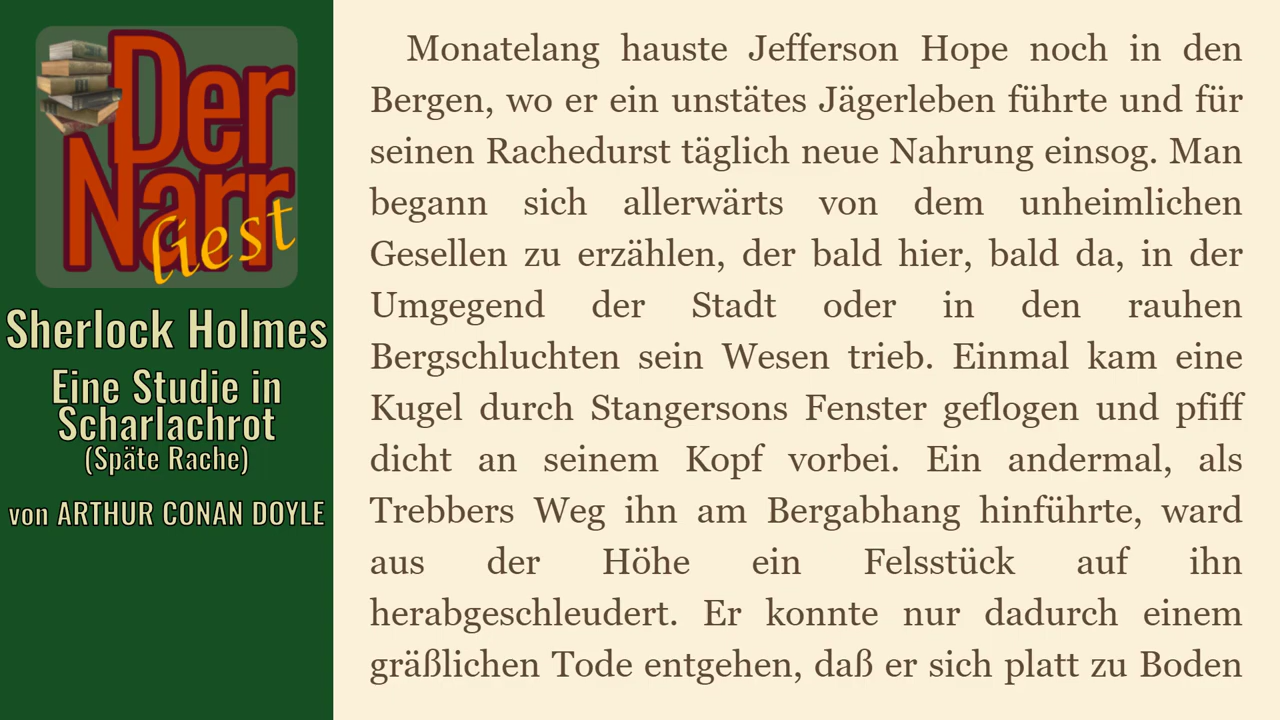 Der
Narr
liest
Sherlock Holmes
Eine Studie in
Scharlachrot
(Späte Rache)
von ARTHUR CONAN DOYLE
Monatelang hauste Jefferson Hope noch in den
Bergen, wo er ein unstätes Jägerleben führte und für
seinen Rachedurst täglich neue Nahrung einsog. Man
begann sich allerwärts von dem unheimlichen
Gesellen zu erzählen, der bald hier, bald da, in der
Umgegend der Stadt oder in den rauhen
Bergschluchten sein Wesen trieb. Einmal kam eine
Kugel durch Stangersons Fenster geflogen und pfiff
dicht an seinem Kopf vorbei. Ein andermal, als
Trebbers Weg ihn am Bergabhang hinführte, ward
aus der Höhe ein Felsstück auf ihn
herabgeschleudert. Er konnte nur dadurch einem
gräßlichen Tode entgehen, daß er sich platt zu Boden